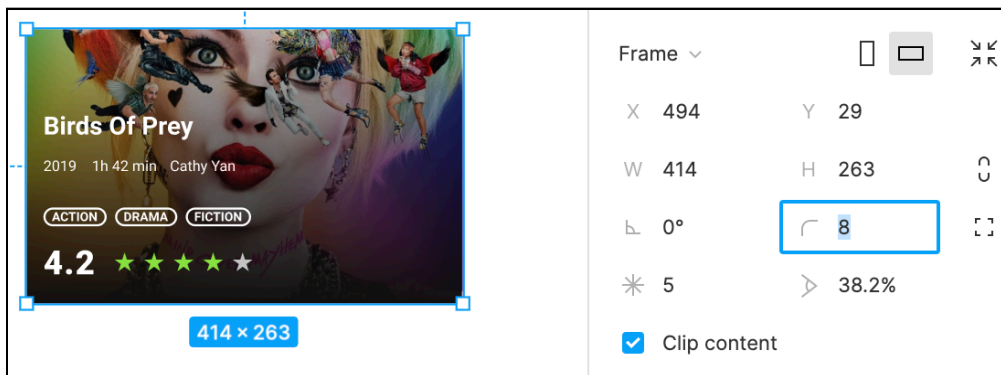 Birds Of Prey
2019 1h 42 min Cathy Yan
ACTION DRAMA FICTION
4.2
414 × 263
Frame
X 494 Y 29
W 414 H 263
0° 8
5 38.2%
Clip content